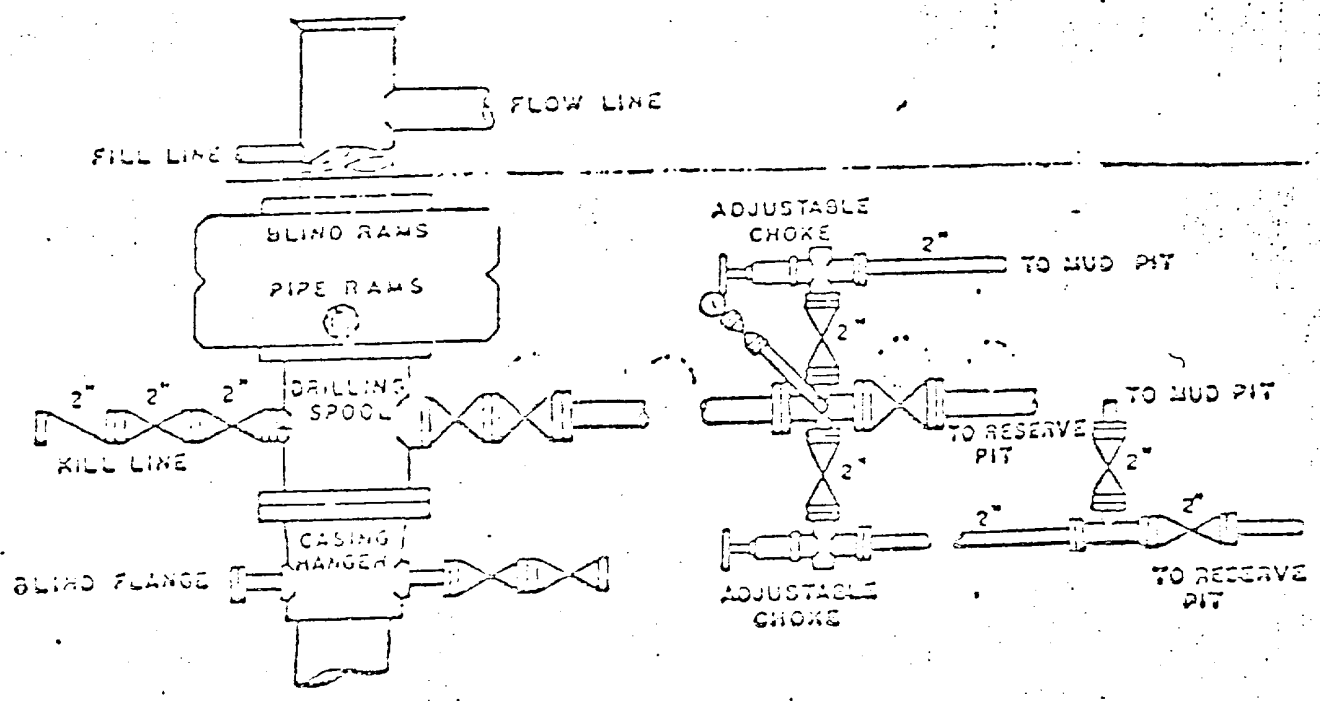 FLOW LINE
FILL LINE
BLIND RAMS
PIPE RAMS
DRILLING
SPOOL
2" 2" 2"
KILL LINE
CASING
HANGER
BLIND FLANGE
ADJUSTABLE
CHOKE
2"
TO MUD PIT
2"
TO RESERVE
PIT
2"
ADJUSTABLE
CHOKE
TO MUD PIT
2"
2"
2"
TO RESERVE
PIT